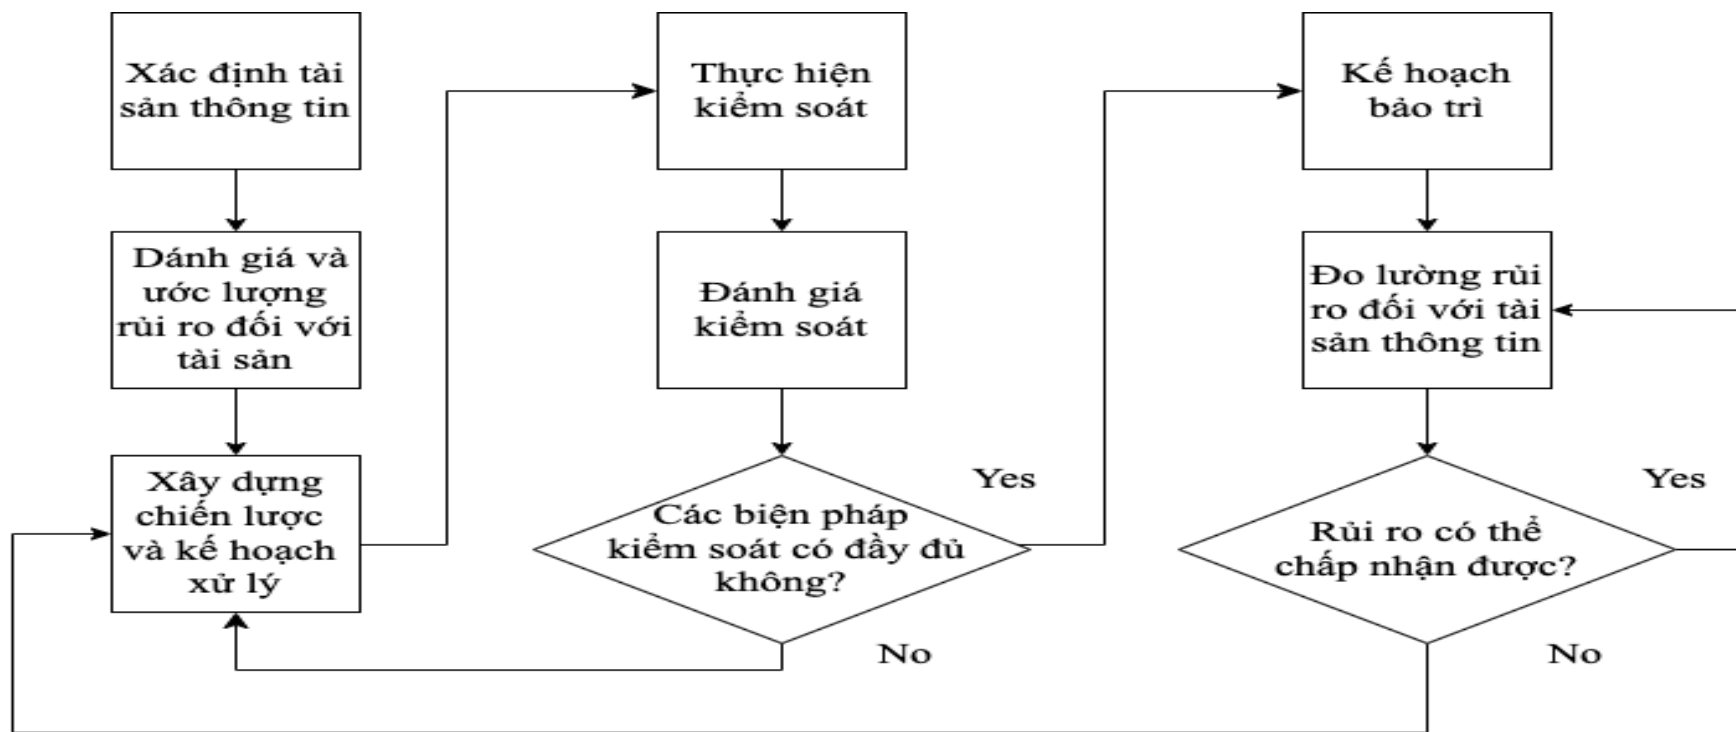 Xác định tài
sản thông tin
Dánh giá và
ước lượng
rủi ro đối với
tài sản
Xây dựng
chiến lược
và kế hoạch
xử lý
Thực hiện
kiểm soát
Đánh giá
kiểm soát
Các biện pháp
kiểm soát có đầy đủ
không?
Yes
No
Kế hoạch
bảo trì
Đo lường rủi
ro đối với tài
sản thông tin
Rủi ro có thể
chấp nhận được?
Yes
No